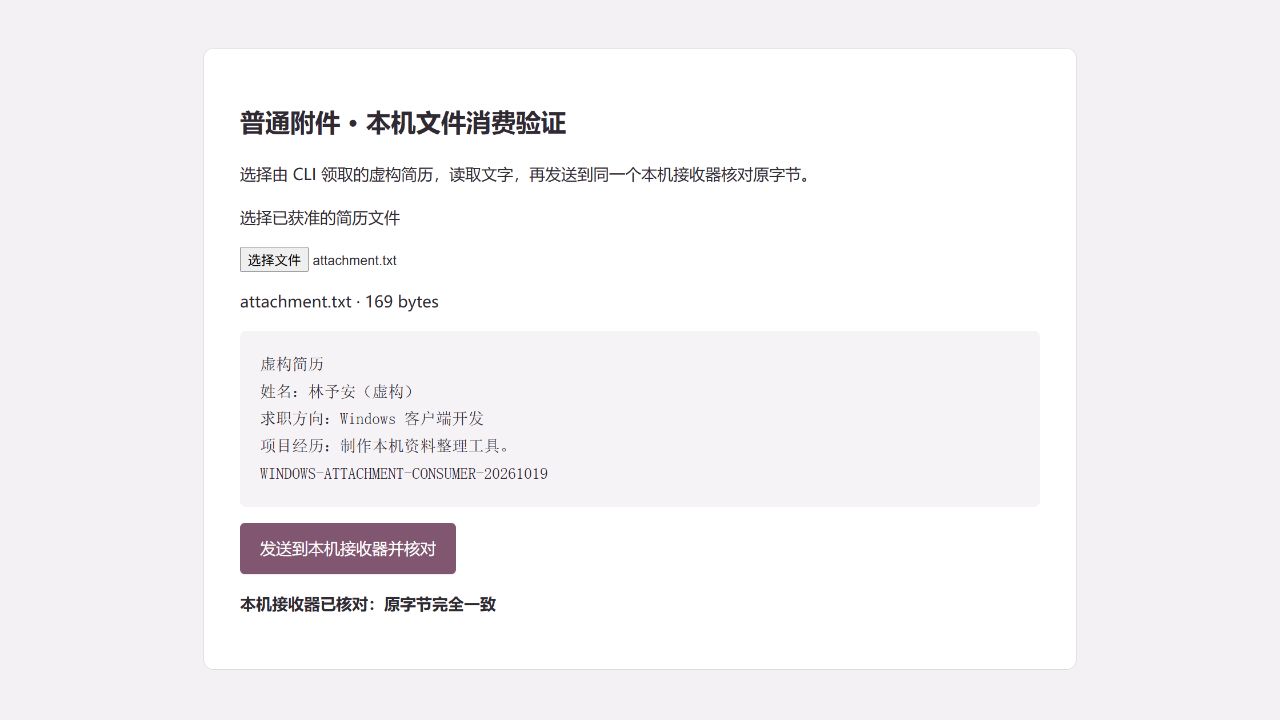 普通附件 · 本机文件消费验证
选择由 CLI 领取的虚构简历，读取文字，再发送到同一个本机接收器核对原字节。
选择已获准的简历文件
选择文件 attachment.txt
attachment.txt · 169 bytes
虚构简历
姓名：林予安（虚构）
求职方向：Windows 客户端开发
项目经历：制作本机资料整理工具。
WINDOWS-ATTACHMENT-CONSUMER-20261019
发送到本机接收器并核对
本机接收器已核对：原字节完全一致